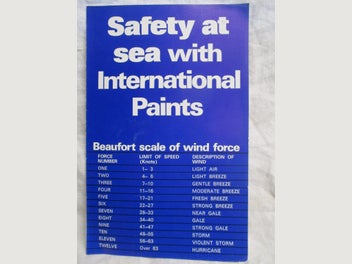 Safety at
sea with
International
Paints
Beaufort scale of wind force
FORCE NUMBER LIMIT OF SPEED (Knots) DESCRIPTION OF WIND
ONE 1– 3 LIGHT AIR
TWO 4– 6 LIGHT BREEZE
THREE 7–10 GENTLE BREEZE
FOUR 11–16 MODERATE BREEZE
FIVE 17–21 FRESH BREEZE
SIX 22–27 STRONG BREEZE
SEVEN 28–33 NEAR GALE
EIGHT 34–40 GALE
NINE 41–47 STRONG GALE
TEN 48–55 STORM
ELEVEN 56–63 VIOLENT STORM
TWELVE Over 63 HURRICANE